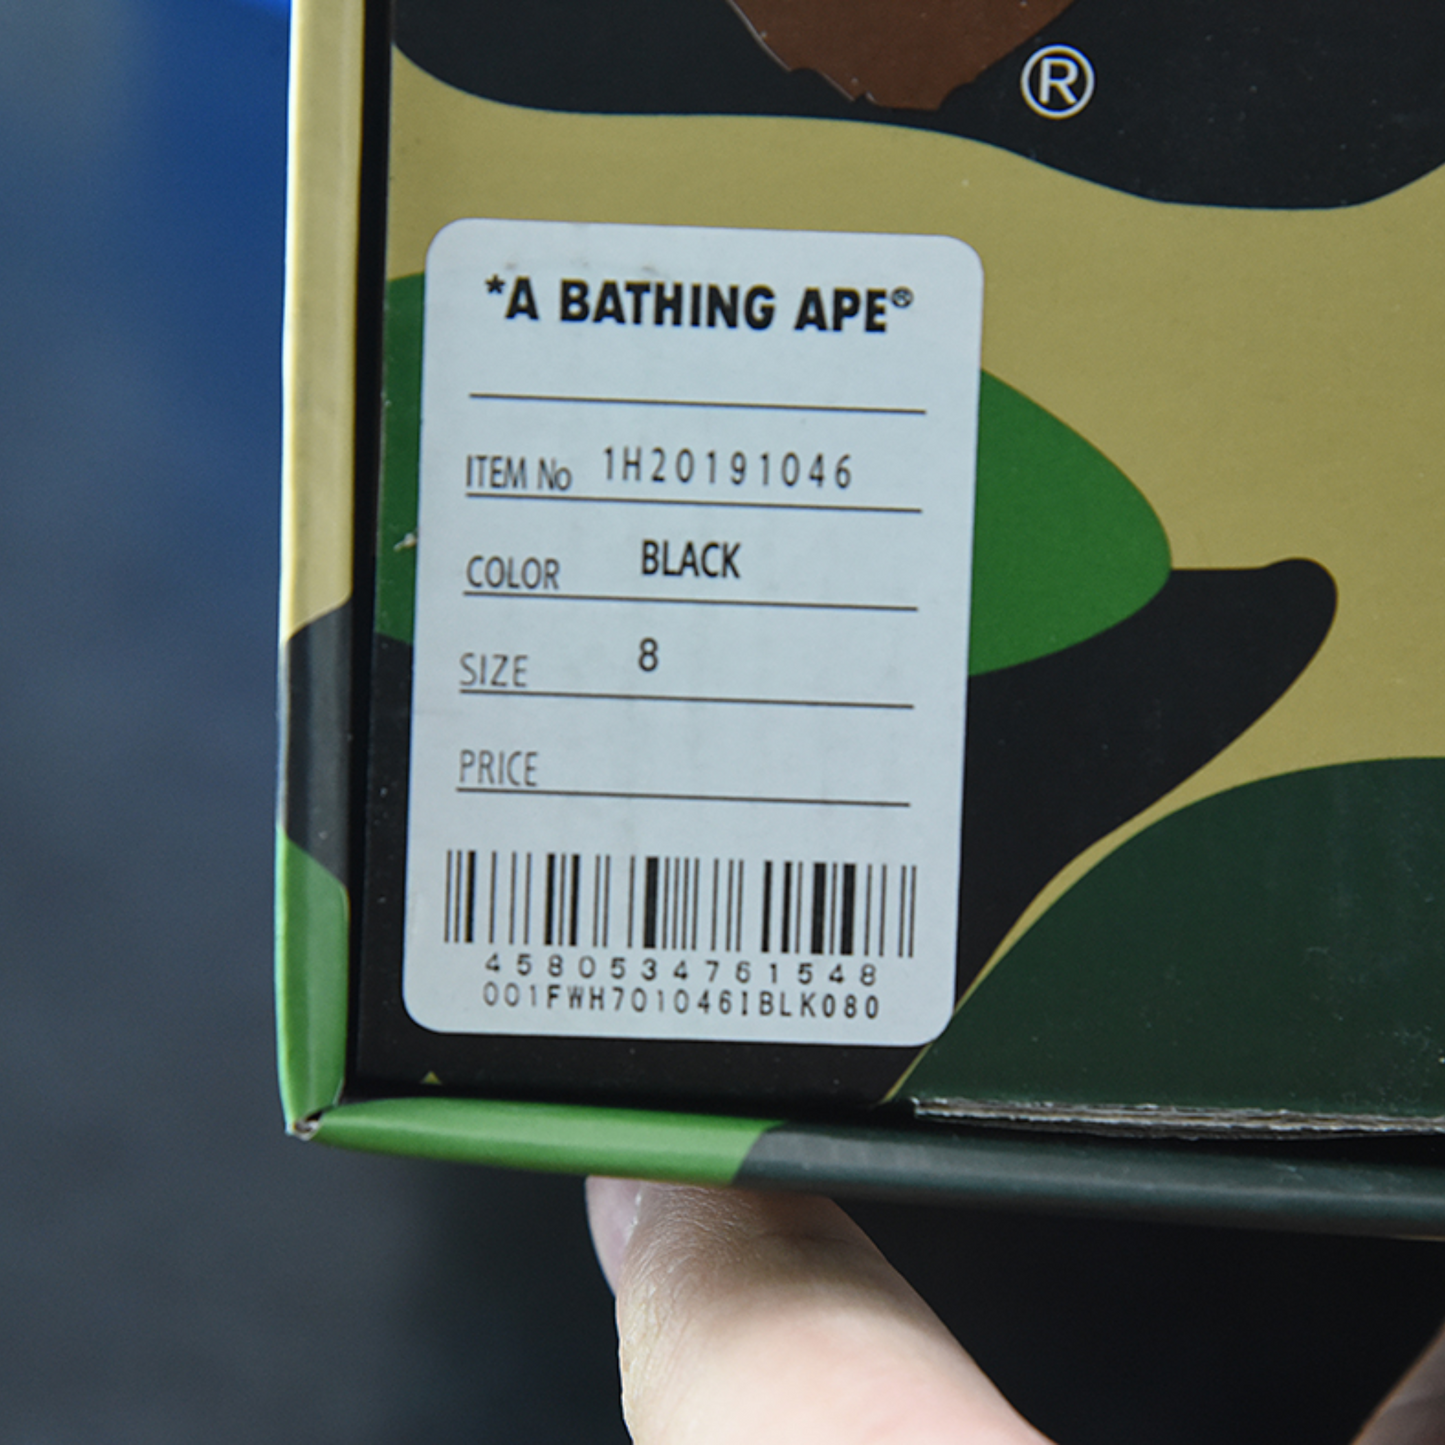 ®
*A BATHING APE®
ITEM No 1H20191046
COLOR BLACK
SIZE 8
PRICE
4580534761548
001FWH701046IBLK080